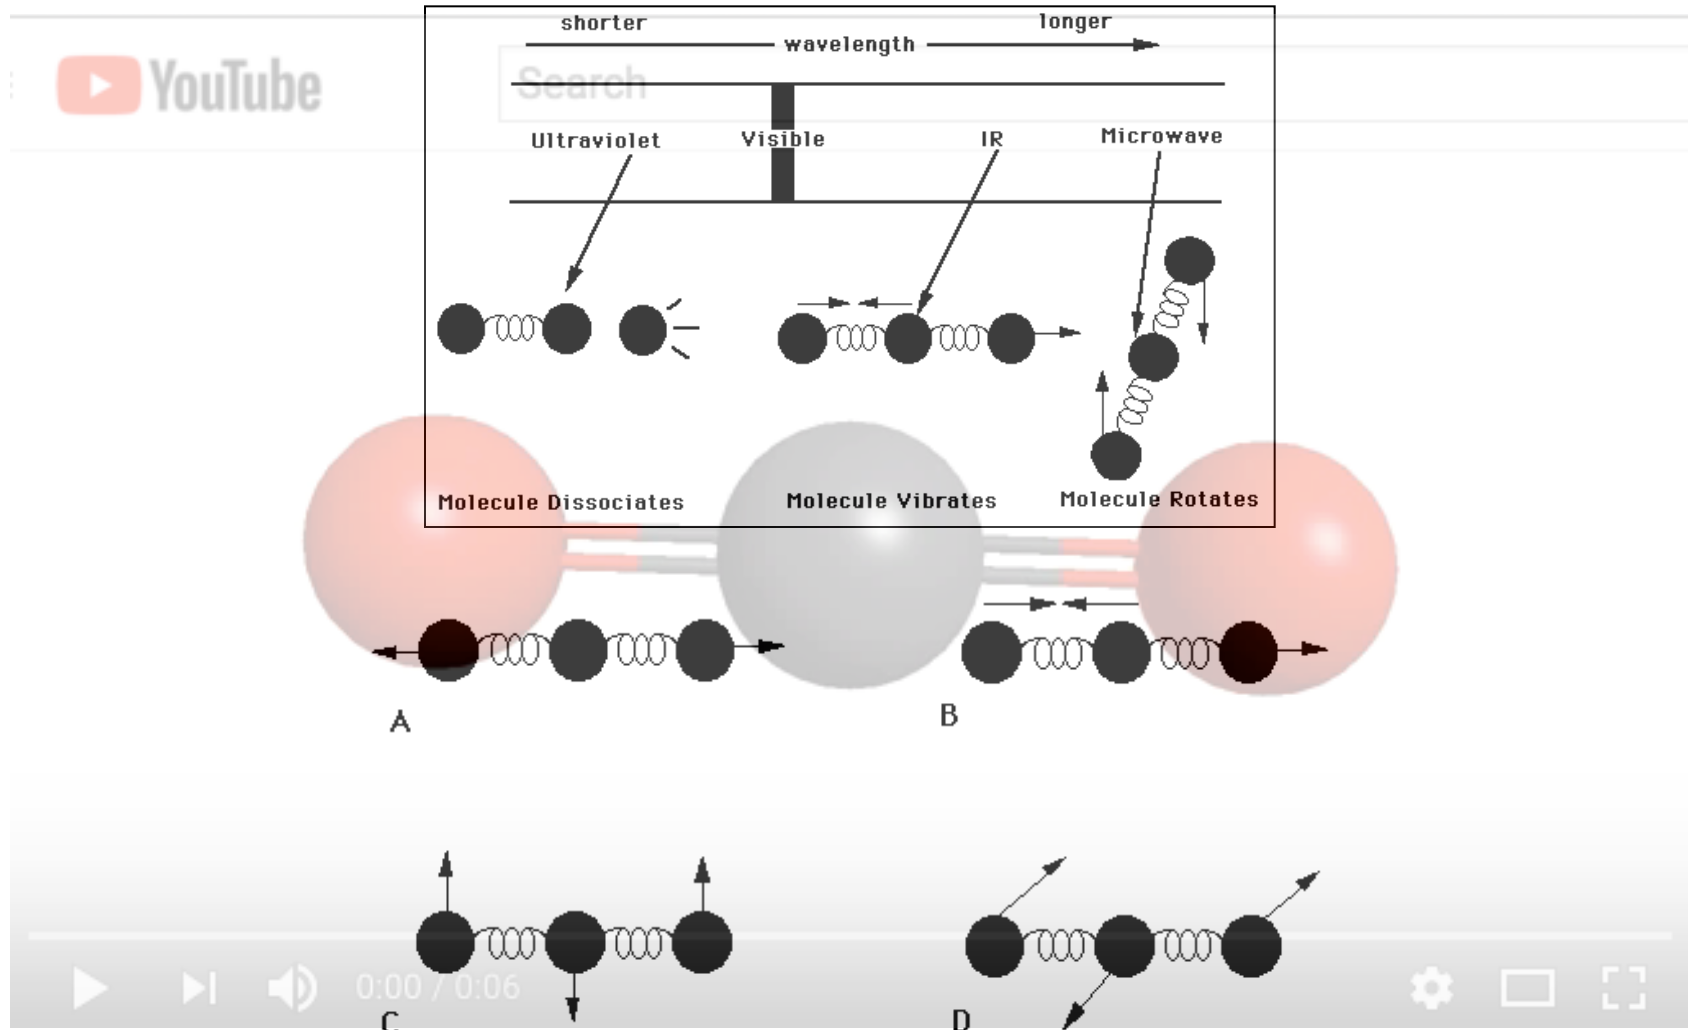 shorter longer
wavelength
YouTube
Search
Ultraviolet Visible IR Microwave
Molecule Dissociates Molecule Vibrates Molecule Rotates
A B
0:00 / 0:06
C D